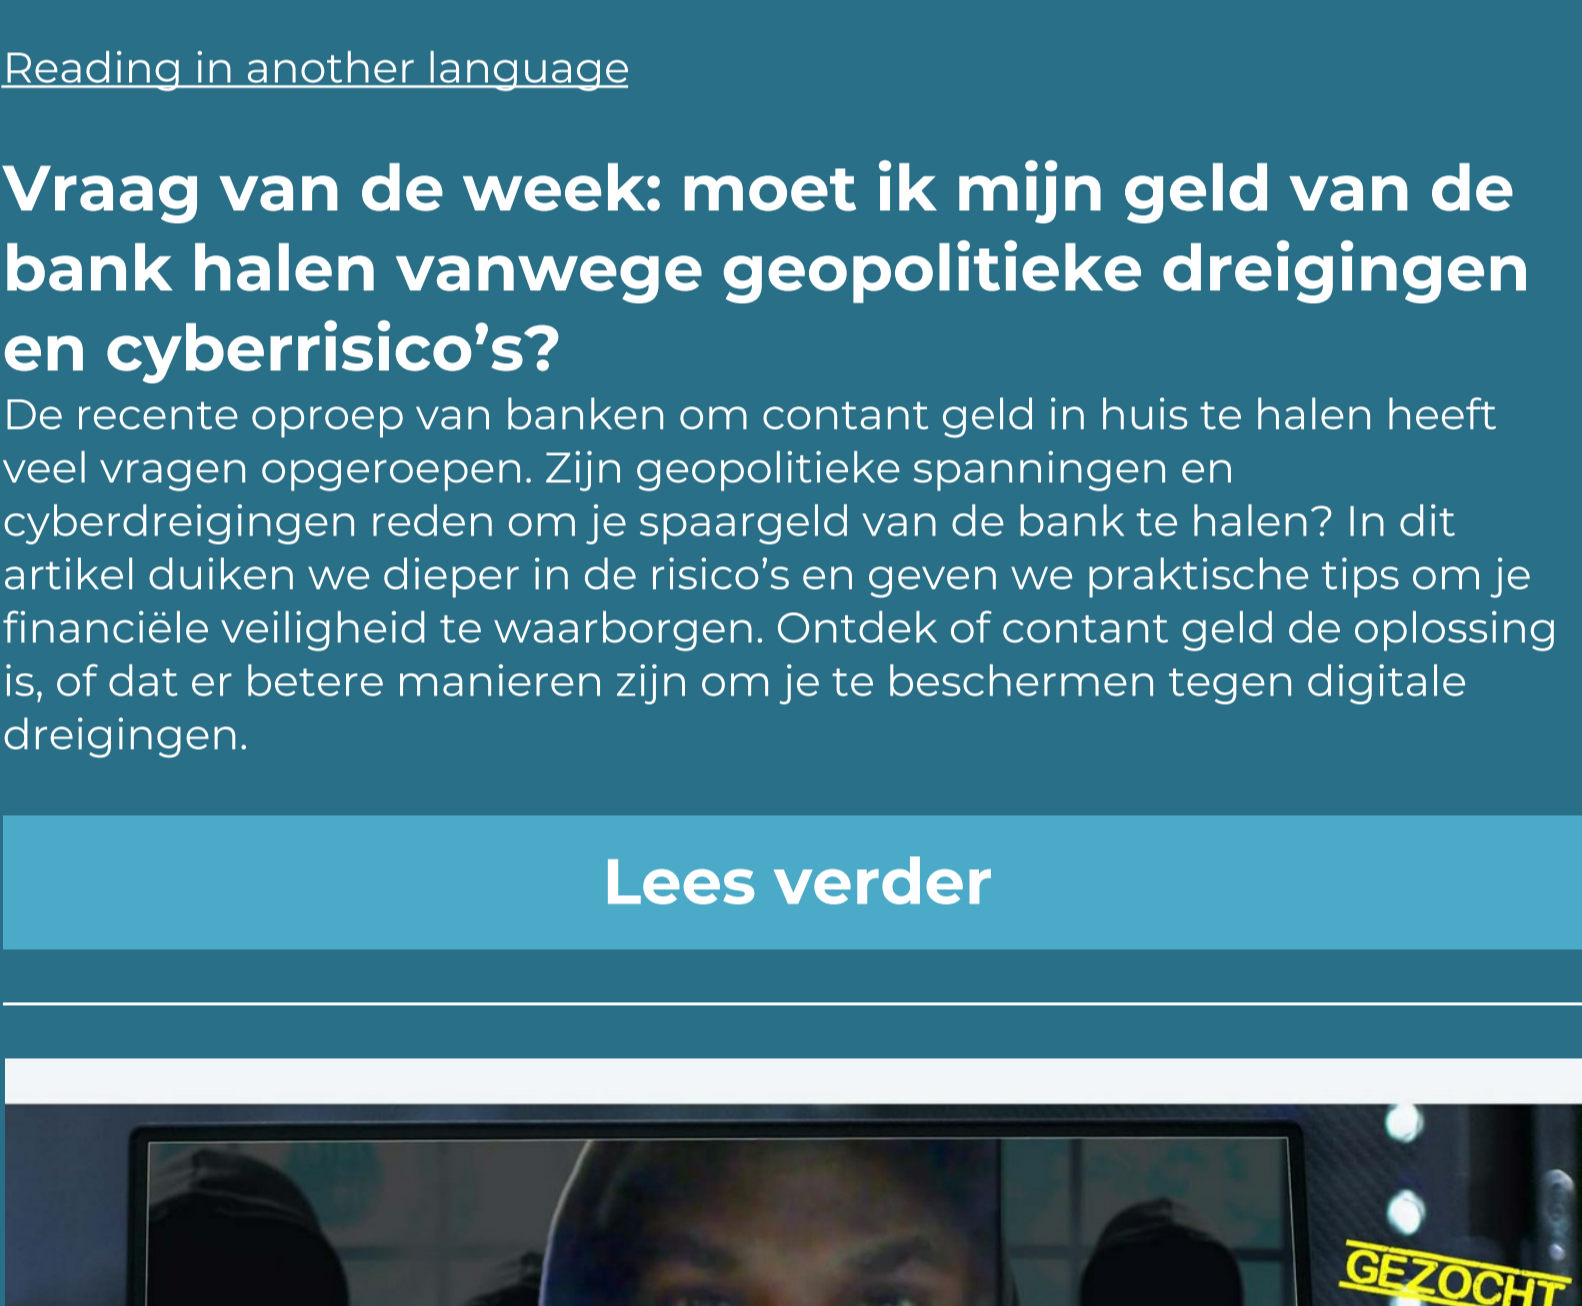 Reading in another language
Vraag van de week: moet ik mijn geld van de
bank halen vanwege geopolitieke dreigingen
en cyberrisico’s?
De recente oproep van banken om contant geld in huis te halen heeft
veel vragen opgeroepen. Zijn geopolitieke spanningen en
cyberdreigingen reden om je spaargeld van de bank te halen? In dit
artikel duiken we dieper in de risico’s en geven we praktische tips om je
financiële veiligheid te waarborgen. Ontdek of contant geld de oplossing
is, of dat er betere manieren zijn om je te beschermen tegen digitale
dreigingen.
Lees verder
GEZOCHT